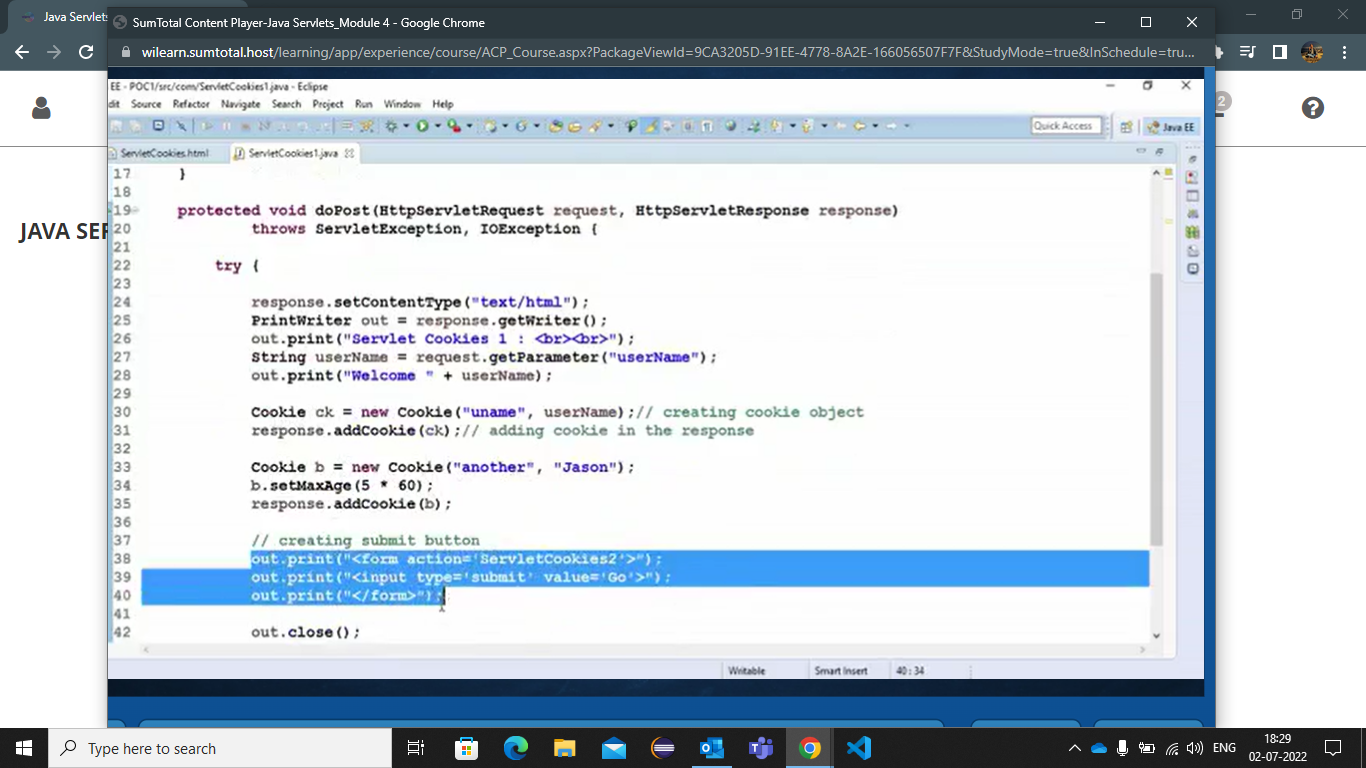 Java Servlets
SumTotal Content Player-Java Servlets_Module 4 - Google Chrome
wilearn.sumtotal.host/learning/app/experience/course/ACP_Course.aspx?PackageViewId=9CA3205D-91EE-4778-8A2E-166056507F7F&StudyMode=true&InSchedule=tru...
2
JAVA SER
EE - POC1/src/com/ServletCookies1.java - Eclipse
dit Source Refactor Navigate Search Project Run Window Help
Quick Access
Java EE
ServletCookies.html ServletCookies1.java
17 }
18
19 protected void doPost(HttpServletRequest request, HttpServletResponse response)
20 throws ServletException, IOException {
21
22 try {
23
24 response.setContentType("text/html");
25 PrintWriter out = response.getWriter();
26 out.print("Servlet Cookies 1 : <br><br>");
27 String userName = request.getParameter("userName");
28 out.print("Welcome " + userName);
29
30 Cookie ck = new Cookie("uname", userName);// creating cookie object
31 response.addCookie(ck);// adding cookie in the response
32
33 Cookie b = new Cookie("another", "Jason");
34 b.setMaxAge(5 * 60);
35 response.addCookie(b);
36
37 // creating submit button
38 out.print("<form action='ServletCookies2'>");
39 out.print("<input type='submit' value='Go'>");
40 out.print("</form>");
41
42 out.close();
Writable Smart Insert 40 : 34
Type here to search
ENG
18:29
02-07-2022